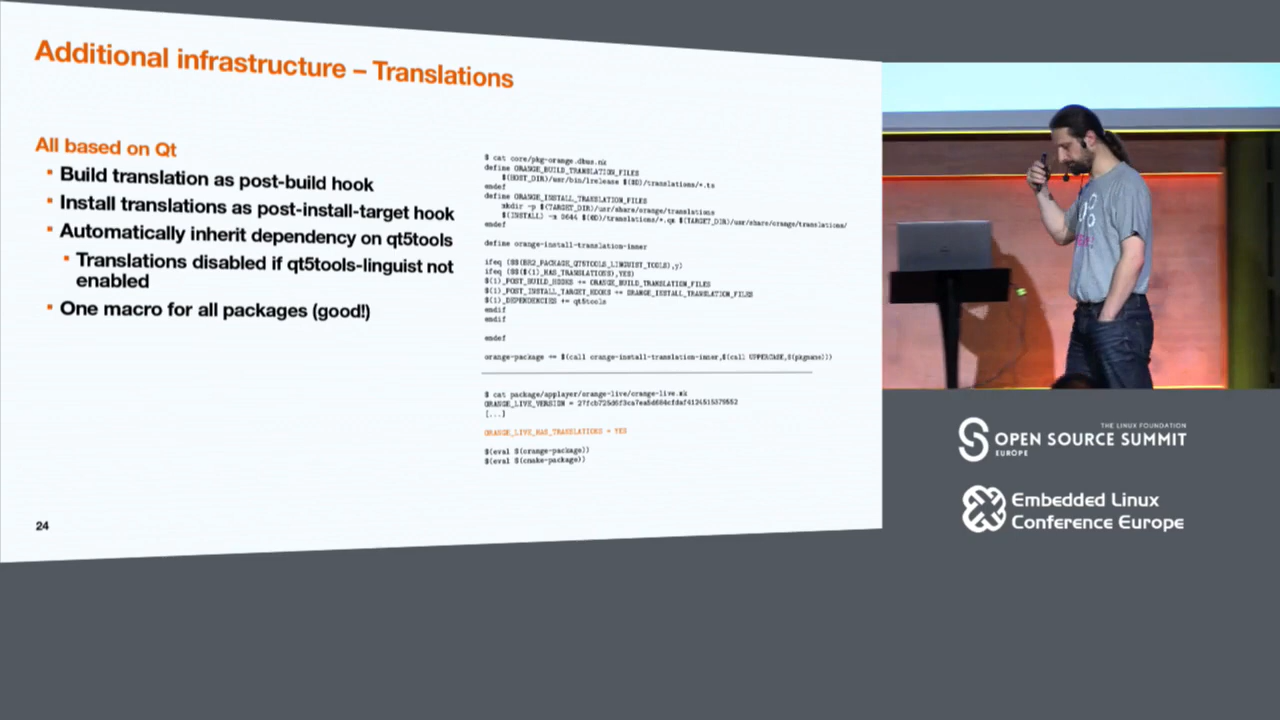 Additional infrastructure – Translations
All based on Qt
▪ Build translation as post-build hook
▪ Install translations as post-install-target hook
▪ Automatically inherit dependency on qt5tools
▪ Translations disabled if qt5tools-linguist not
enabled
▪ One macro for all packages (good!)
$ cat core/pkg-orange.dbus.mk
define ORANGE_BUILD_TRANSLATION_FILES
$(HOST_DIR)/usr/bin/lrelease $(@D)/translations/*.ts
endef
define ORANGE_INSTALL_TRANSLATION_FILES
mkdir -p $(TARGET_DIR)/usr/share/orange/translations
$(INSTALL) -m 0644 $(@D)/translations/*.qm $(TARGET_DIR)/usr/share/orange/translations/
endef
define orange-install-translation-inner
ifeq ($$(BR2_PACKAGE_QT5TOOLS_LINGUIST_TOOLS),y)
ifeq ($$($(1)_HAS_TRANSLATIONS),YES)
$(1)_POST_BUILD_HOOKS += ORANGE_BUILD_TRANSLATION_FILES
$(1)_POST_INSTALL_TARGET_HOOKS += ORANGE_INSTALL_TRANSLATION_FILES
$(1)_DEPENDENCIES += qt5tools
endif
endif
endef
orange-package += $(call orange-install-translation-inner,$(call UPPERCASE,$(pkgname)))
$ cat package/applayer/orange-live/orange-live.mk
ORANGE_LIVE_VERSION =
[...]
ORANGE_LIVE_HAS_TRANSLATIONS = YES
$(eval $(orange-package))
$(eval $(cmake-package))
24
THE LINUX FOUNDATION
OPEN SOURCE SUMMIT
EUROPE
Embedded Linux
Conference Europe